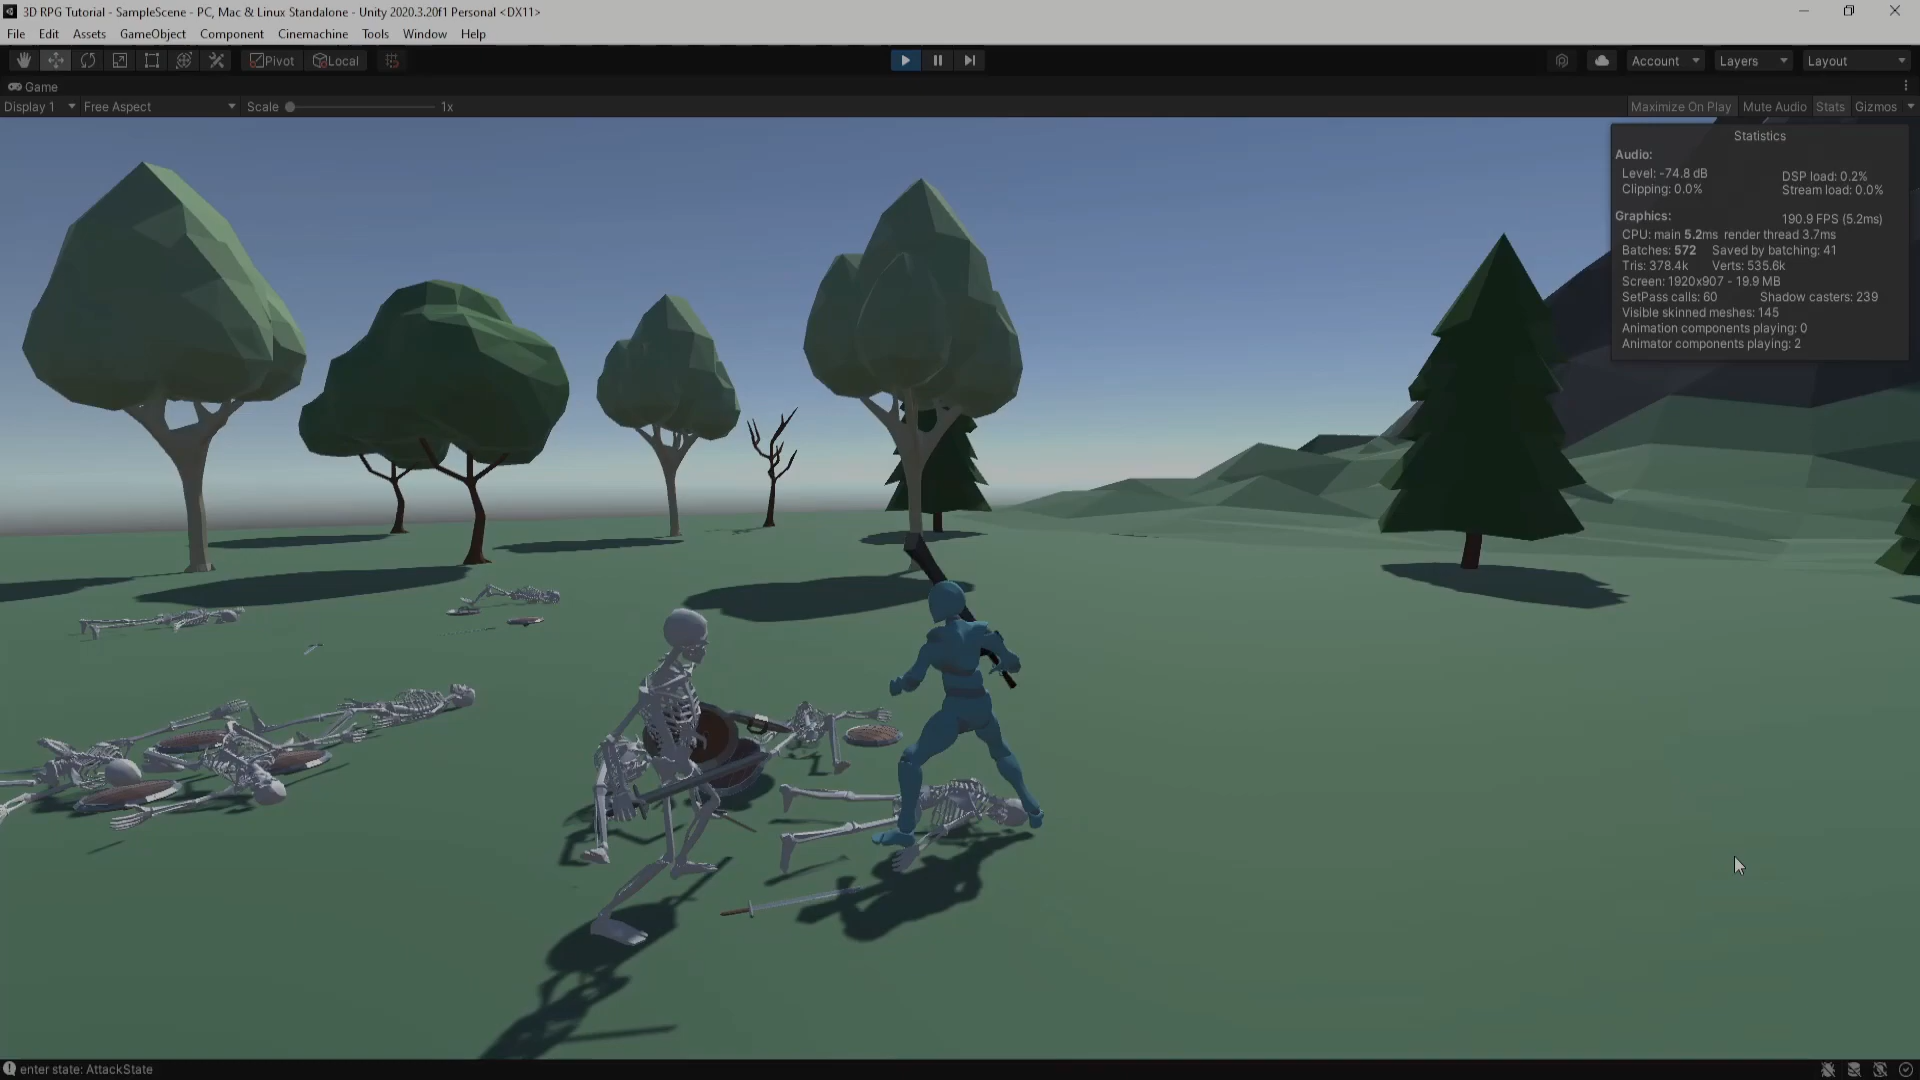 3D RPG Tutorial - SampleScene - PC, Mac & Linux Standalone - Unity 2020.3.20f1 Personal <DX11>
File Edit Assets GameObject Component Cinemachine Tools Window Help
Pivot Local Account Layers Layout
Game
Display 1 Free Aspect Scale 1x Maximize On Play Mute Audio Stats Gizmos
Statistics
Audio:
Level: -74.8 dB DSP load: 0.2%
Clipping: 0.0% Stream load: 0.0%
Graphics: 190.9 FPS (5.2ms)
CPU: main 5.2ms render thread 3.7ms
Batches: 572 Saved by batching: 41
Tris: 378.4k Verts: 535.6k
Screen: 1920x907 - 19.9 MB
SetPass calls: 60 Shadow casters: 239
Visible skinned meshes: 145
Animation components playing: 0
Animator components playing: 2
enter state: AttackState